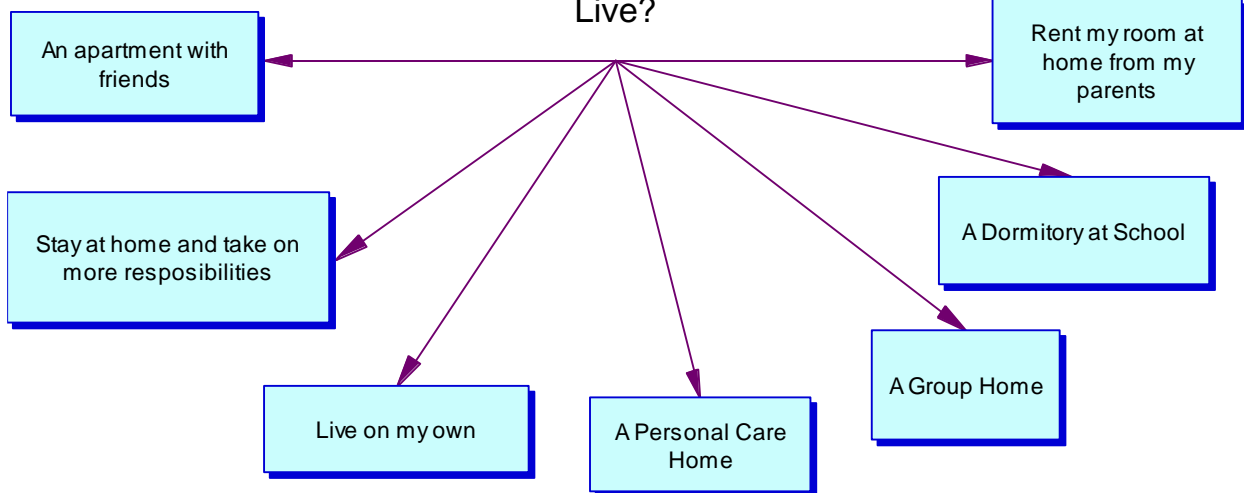 Live?
An apartment with
friends
Rent my room at
home from my
parents
Stay at home and take on
more resposibilities
A Dormitory at School
Live on my own
A Personal Care
Home
A Group Home